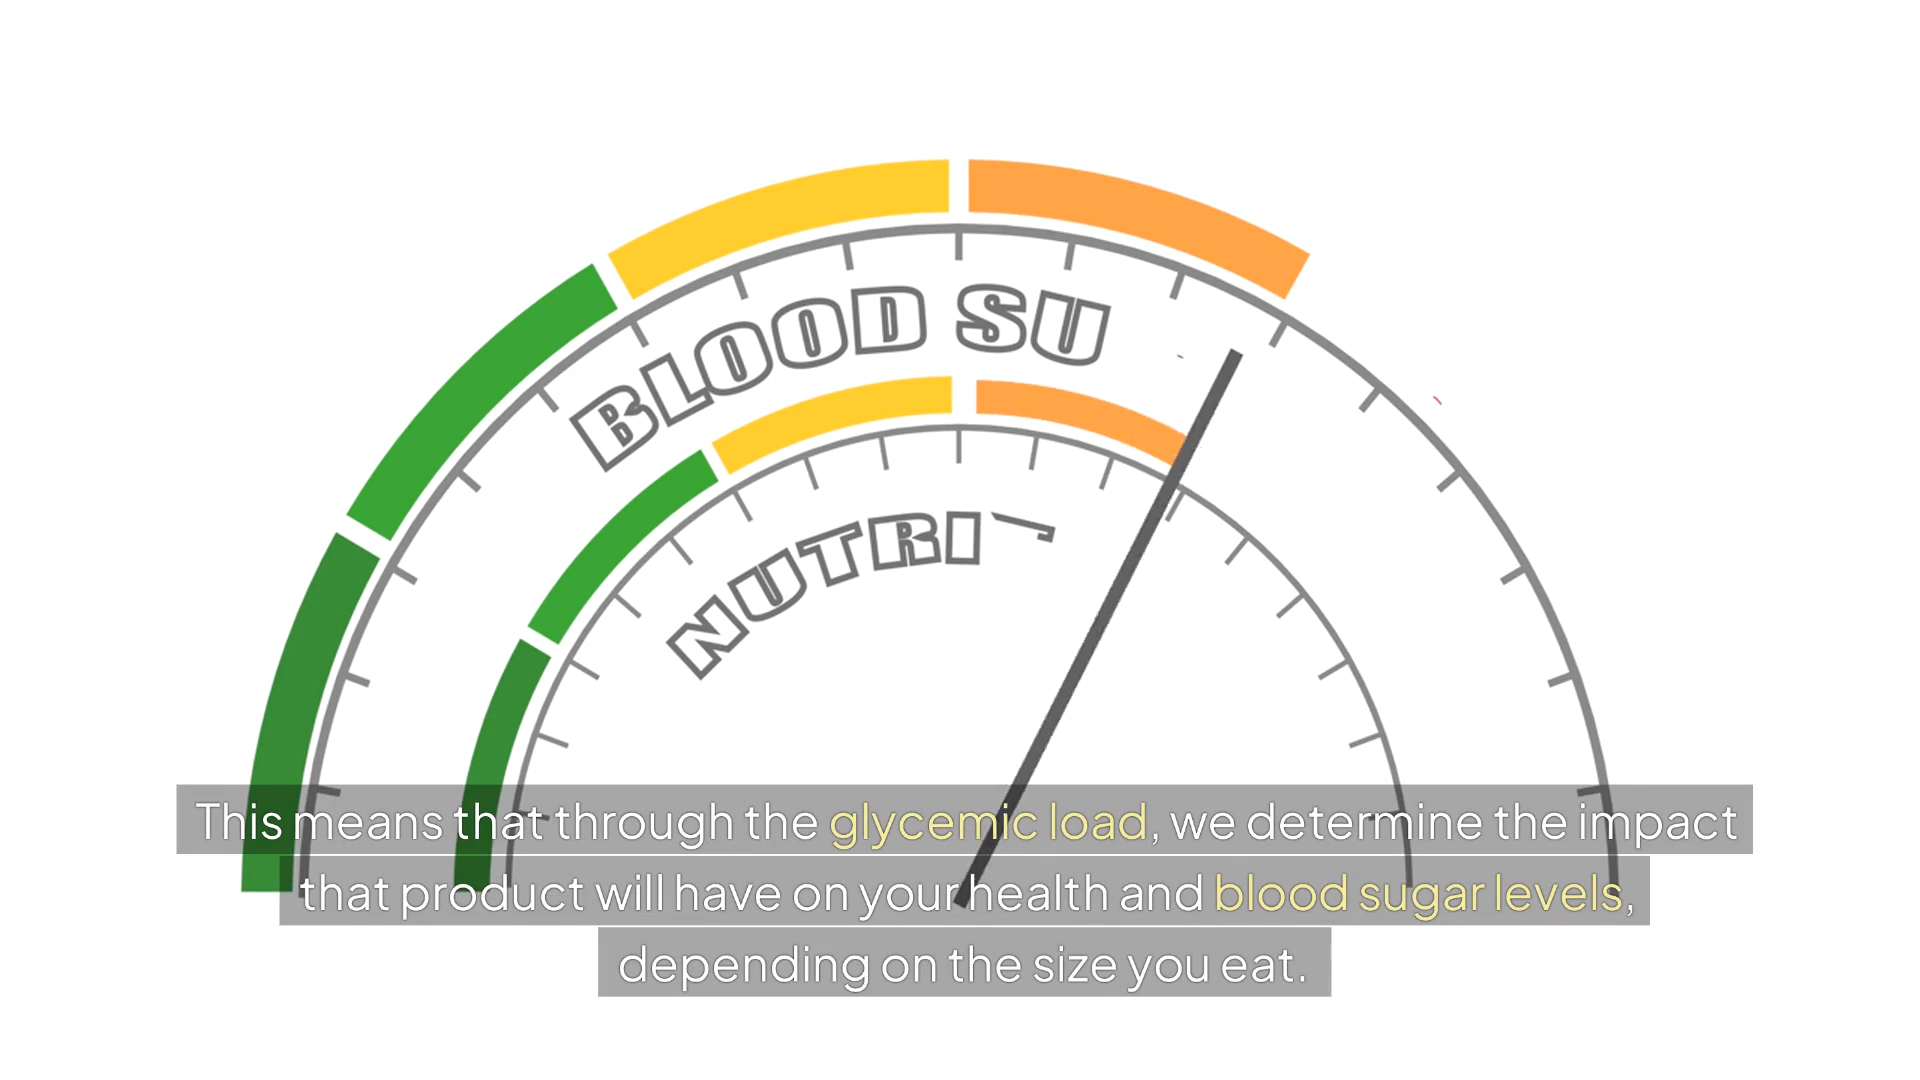 BLOOD SU
NUTRI
This means that through the glycemic load, we determine the impact
that product will have on your health and blood sugar levels,
depending on the size you eat.